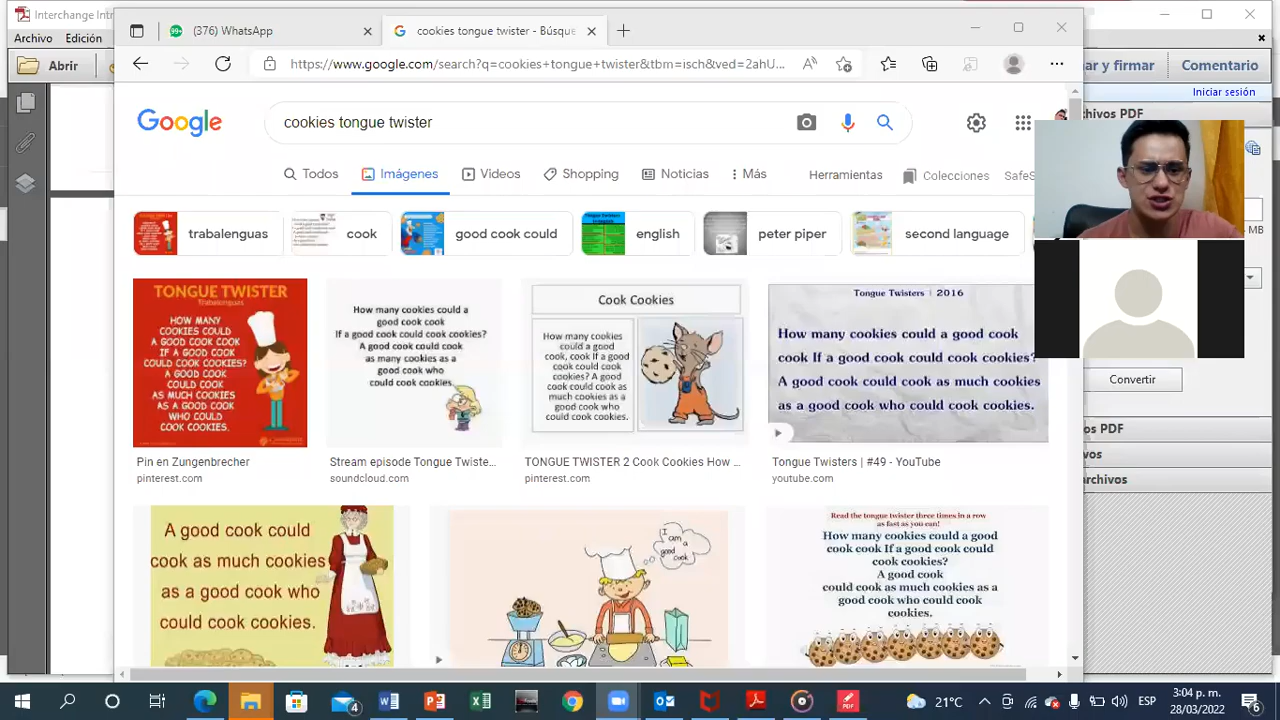 Interchange Intr
Archivo Edición
Abrir
99+ (376) WhatsApp
cookies tongue twister - Búsque
ar y firmar
Comentario
https://www.google.com/search?q=cookies+tongue+twister&tbm=isch&ved=2ahU...
Iniciar sesión
chivos PDF
Google
cookies tongue twister
Todos
Imágenes
Videos
Shopping
Noticias
Más
Herramientas
Colecciones
SafeS
trabalenguas
cook
good cook could
english
peter piper
second language
MB
TONGUE TWISTER
Trabalenguas
HOW MANY
COOKIES COULD
A GOOD COOK COOK
IF A GOOD COOK
COULD COOK COOKIES?
A GOOD COOK
COULD COOK
AS MUCH COOKIES
AS A GOOD COOK
WHO COULD
COOK COOKIES.
How many cookies could a
good cook cook
If a good cook could cook cookies?
A good cook could cook
as many cookies as a
good cook who
could cook cookies.
Cook Cookies
How many cookies
could a good
cook, cook If a good
cook could cook
cookies? A good
cook could cook as
much cookies as a
good cook who
could cook cookies.
Tongue Twisters | 2016
How many cookies could a good cook
cook If a good cook could cook cookies?
A good cook could cook as much cookies
as a good cook who could cook cookies.
Convertir
os PDF
vos
archivos
Pin en Zungenbrecher
pinterest.com
Stream episode Tongue Twiste...
soundcloud.com
TONGUE TWISTER 2 Cook Cookies How ...
pinterest.com
Tongue Twisters | #49 - YouTube
youtube.com
A good cook could
cook as much cookies
as a good cook who
could cook cookies.
I am a
good
cook
Read the tongue twister three times in a row
as fast as you can!
How many cookies could a good
cook cook If a good cook could
cook cookies?
A good cook
could cook as much cookies as a
good cook who could cook
cookies.
4
21°C
ESP
3:04 p. m.
28/03/2022
6